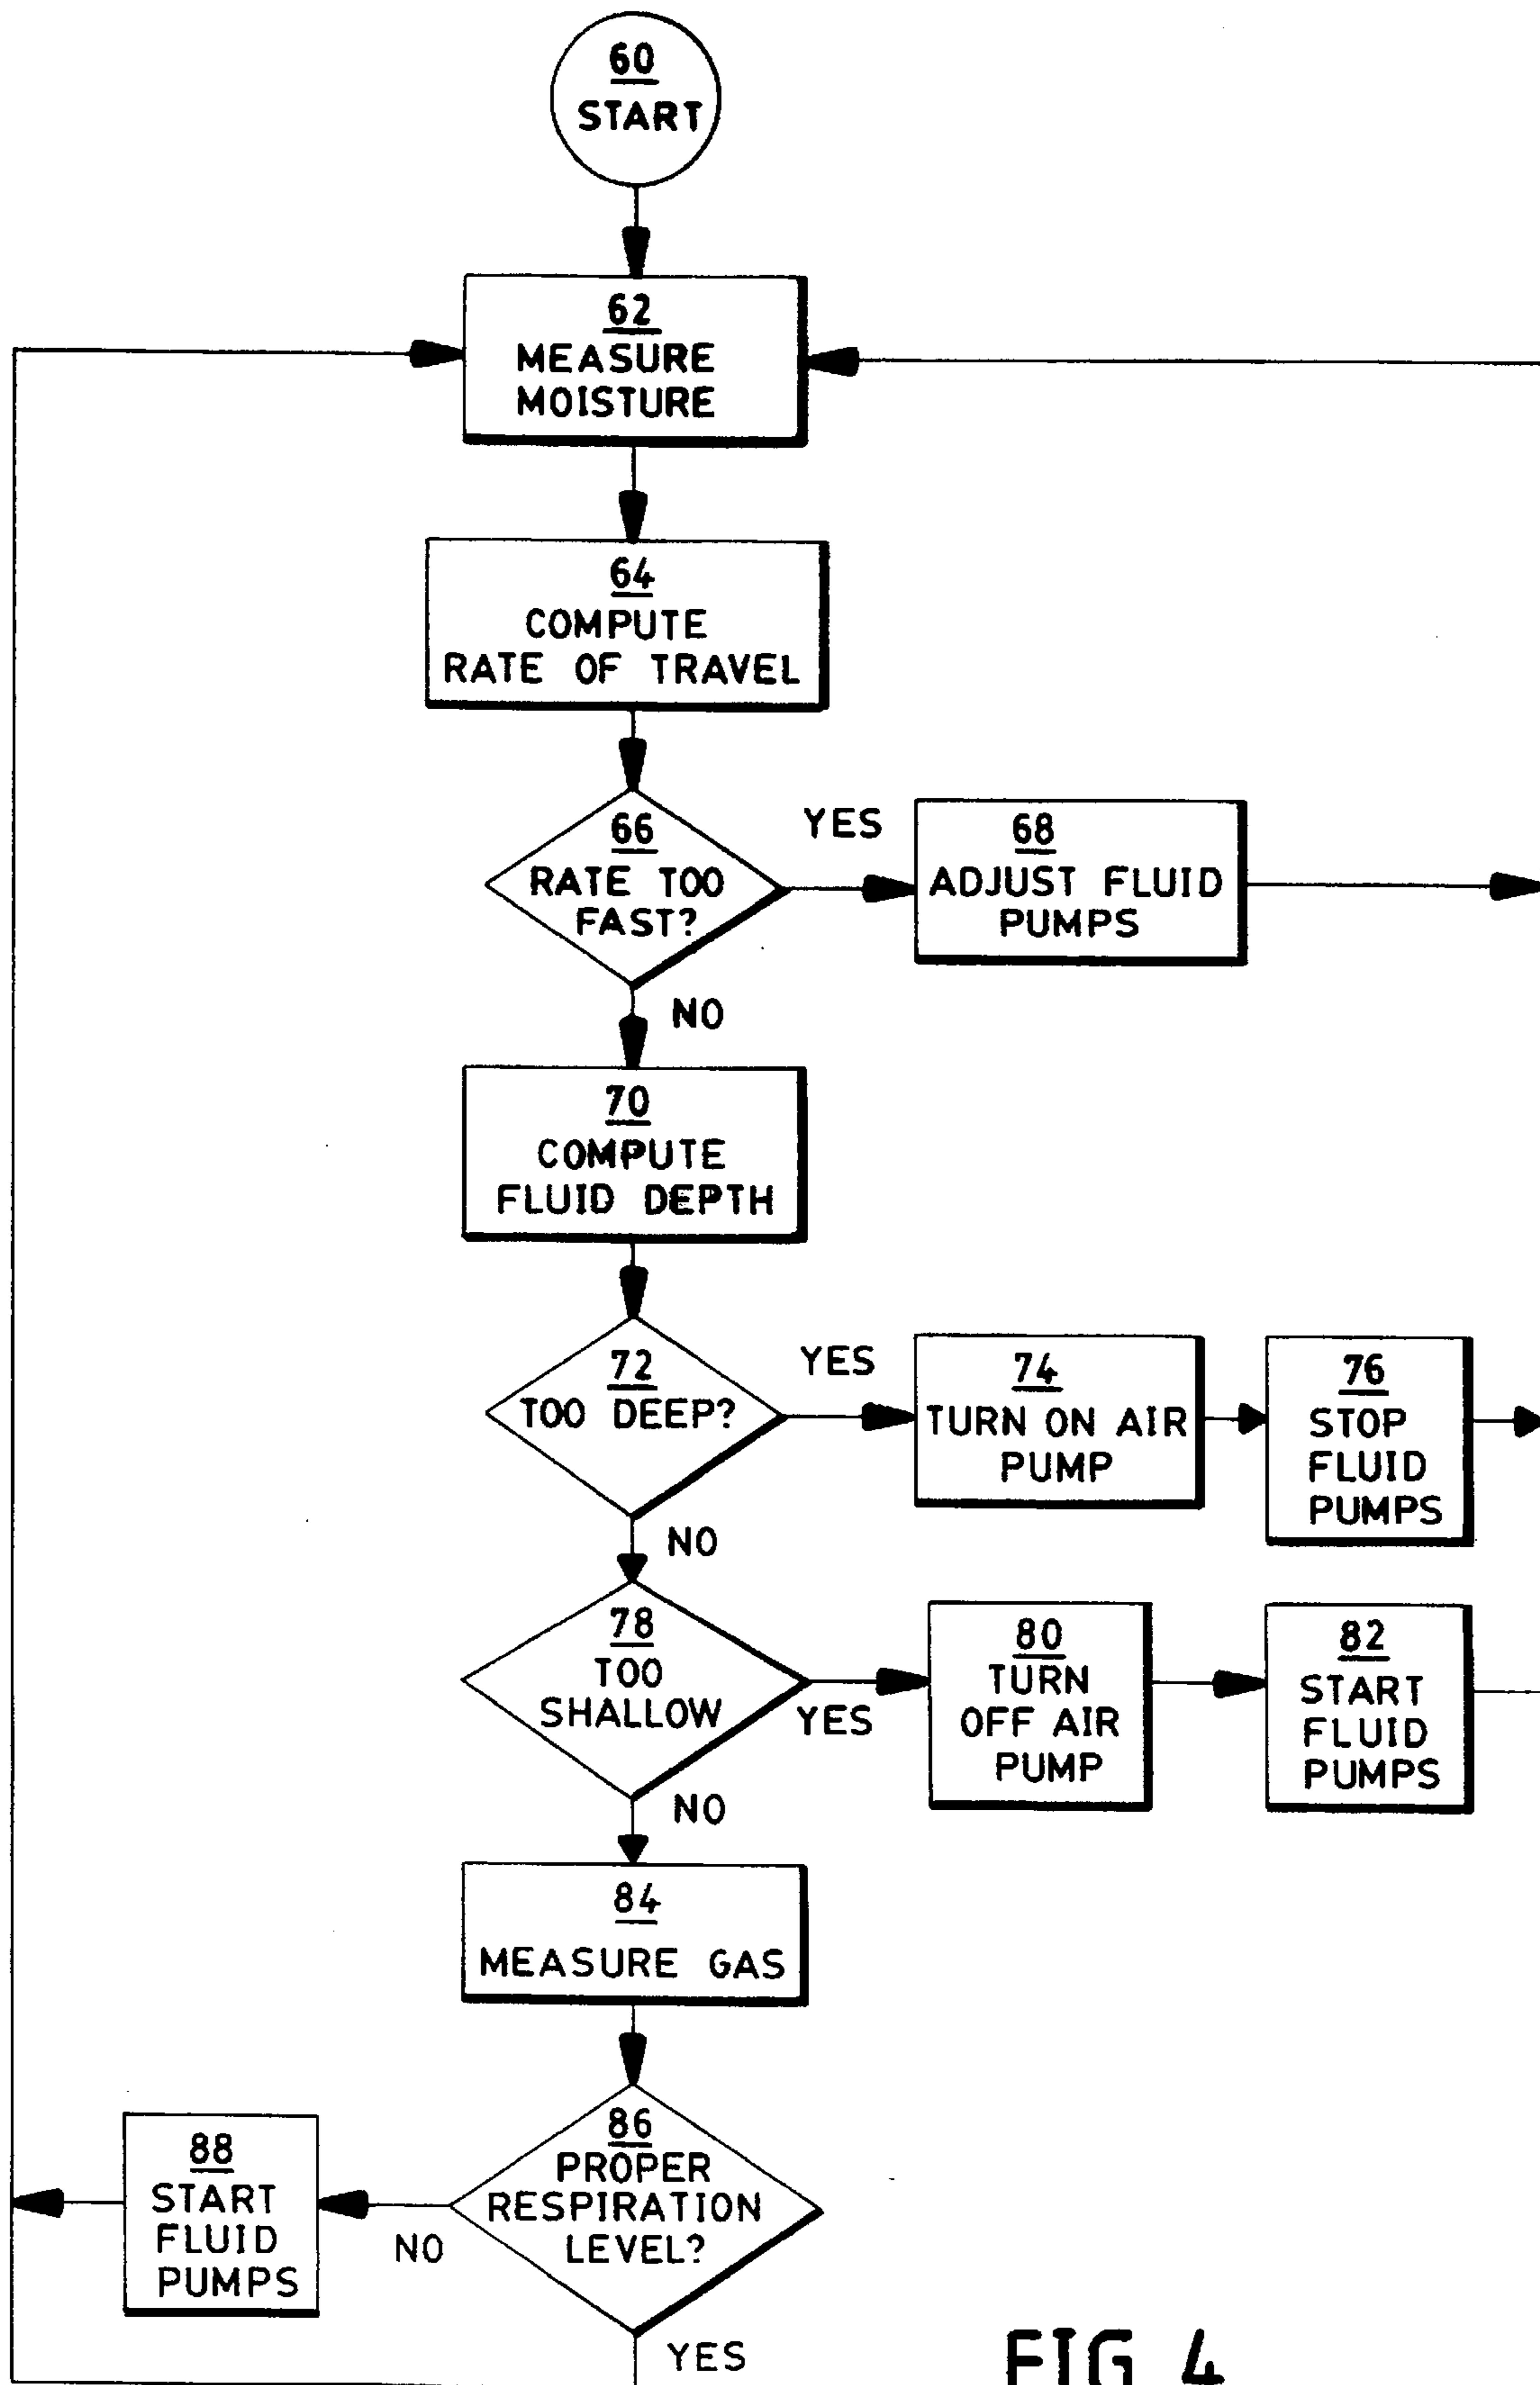 60
START
62
MEASURE
MOISTURE
64
COMPUTE
RATE OF TRAVEL
66
RATE TOO
FAST?
YES
68
ADJUST FLUID
PUMPS
NO
70
COMPUTE
FLUID DEPTH
72
TOO DEEP?
YES
74
TURN ON AIR
PUMP
76
STOP
FLUID
PUMPS
NO
78
TOO
SHALLOW
YES
80
TURN
OFF AIR
PUMP
82
START
FLUID
PUMPS
NO
84
MEASURE GAS
86
PROPER
RESPIRATION
LEVEL?
NO
88
START
FLUID
PUMPS
YES
FIG 4